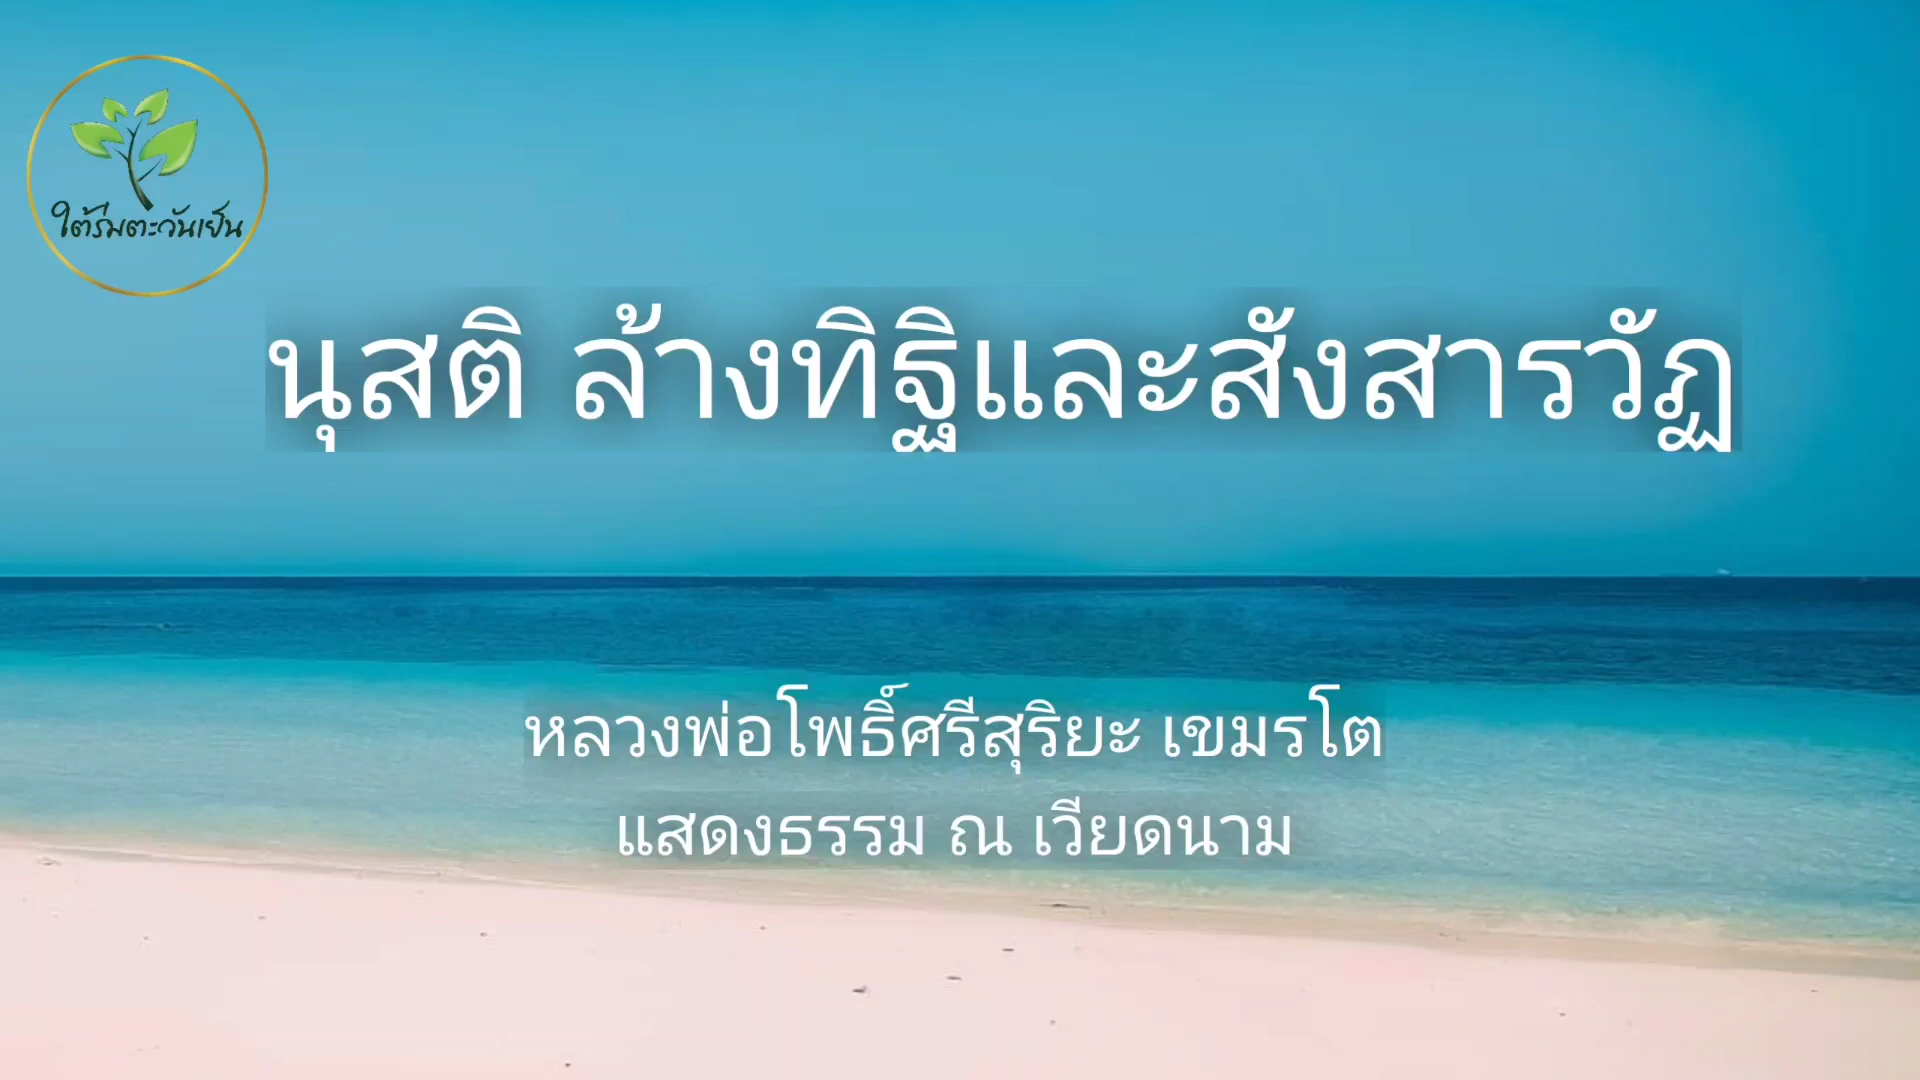 ใต้ร่มตะวันเย็น
นุสติ ล้างทิฐิและสังสารวัฏ
หลวงพ่อโพธิ์ศรีสุริยะ เขมรโต
แสดงธรรม ณ เวียดนาม